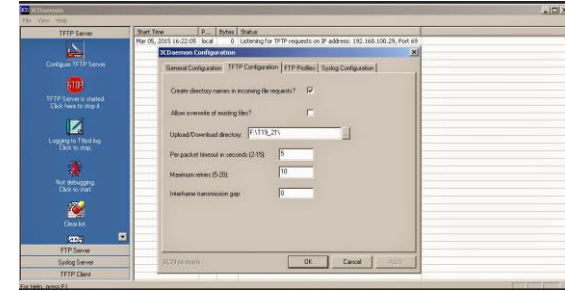 3CDaemon
File View Help
TFTP Server
Configure TFTP Server
STOP
TFTP Server is started.
Click here to stop it.
Logging to Tftpd.log.
Click to stop.
Not debugging.
Click to start.
Clear list
FTP Server
Syslog Server
TFTP Client
For Help, press F1
Start Time P... Bytes Status
Mar 05, 2015 16:22:05 local 0 Listening for TFTP requests on IP address: 192.168.100.29, Port 69
3CDaemon Configuration
General Configuration TFTP Configuration FTP Profiles Syslog Configuration
Create directory names in incoming file requests?
Allow overwrite of existing files?
Upload/Download directory: F:\T19_21\
Per-packet timeout in seconds (2-15): 5
Maximum retries (5-20): 10
Interframe transmission gap: 0
3CDaemon OK Cancel Apply